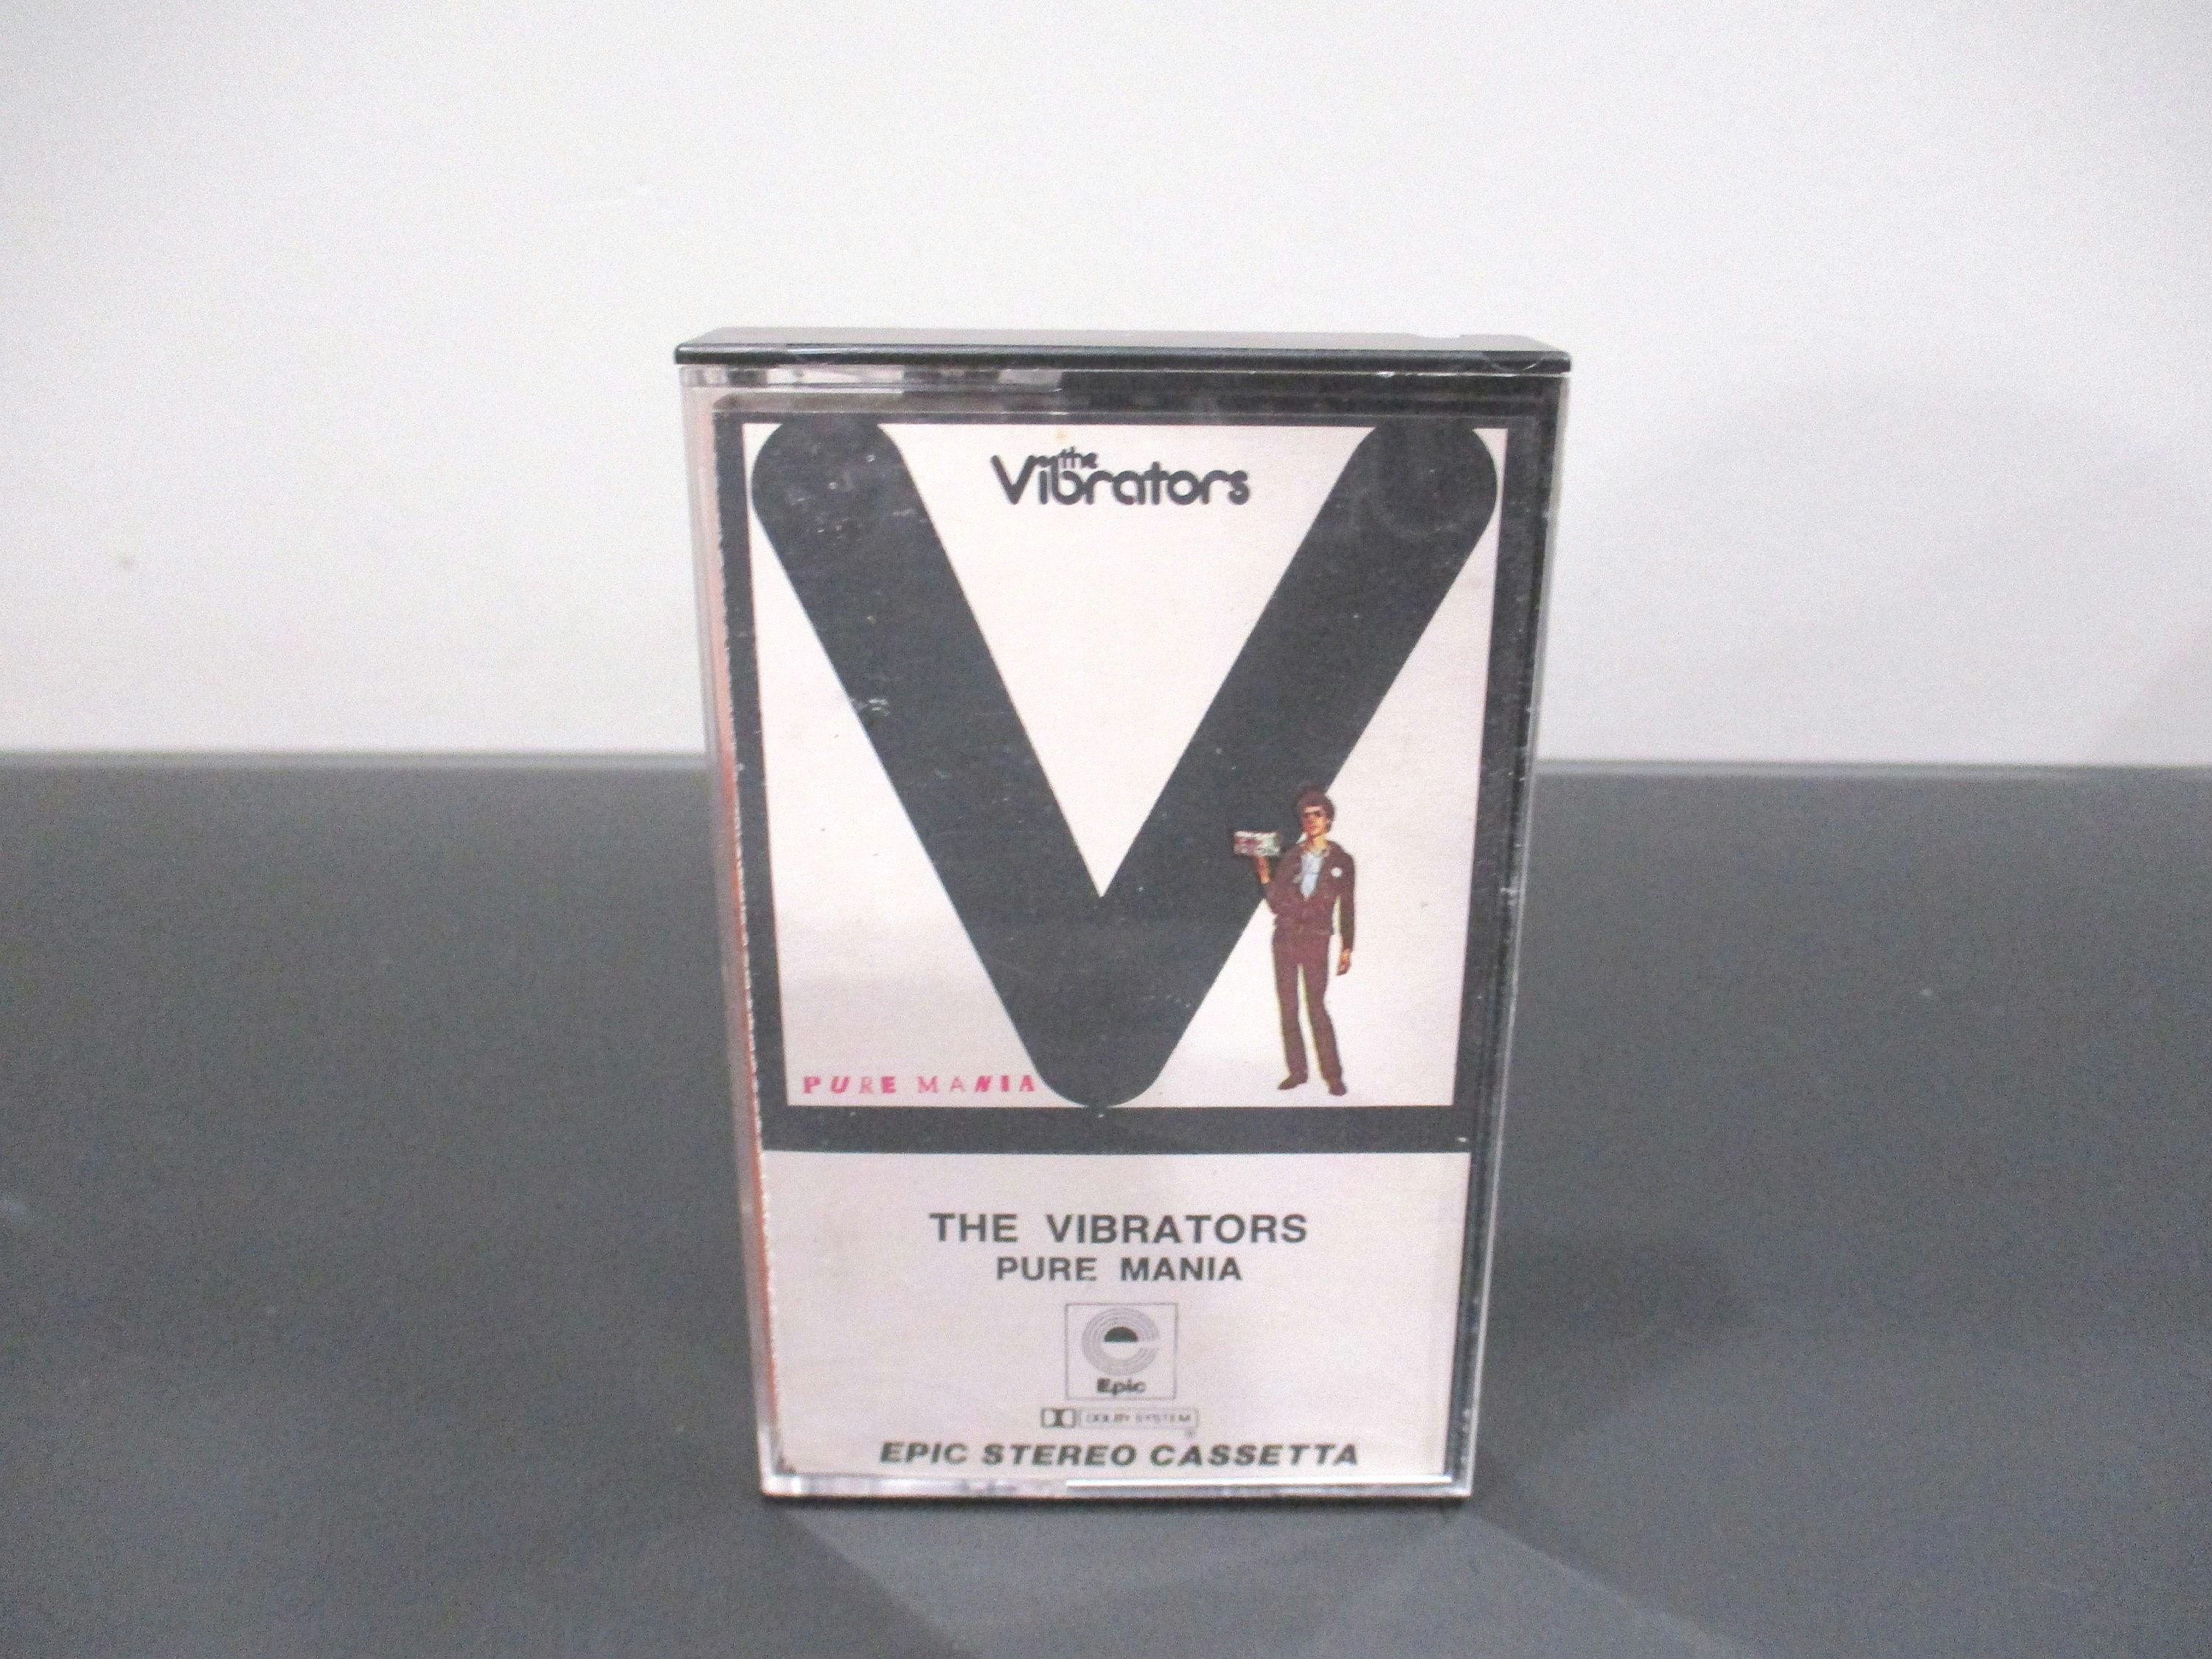 the
Vibrators
PURE MANIA
THE VIBRATORS
PURE MANIA
Epic
DOLBY SYSTEM
EPIC STEREO CASSETTA